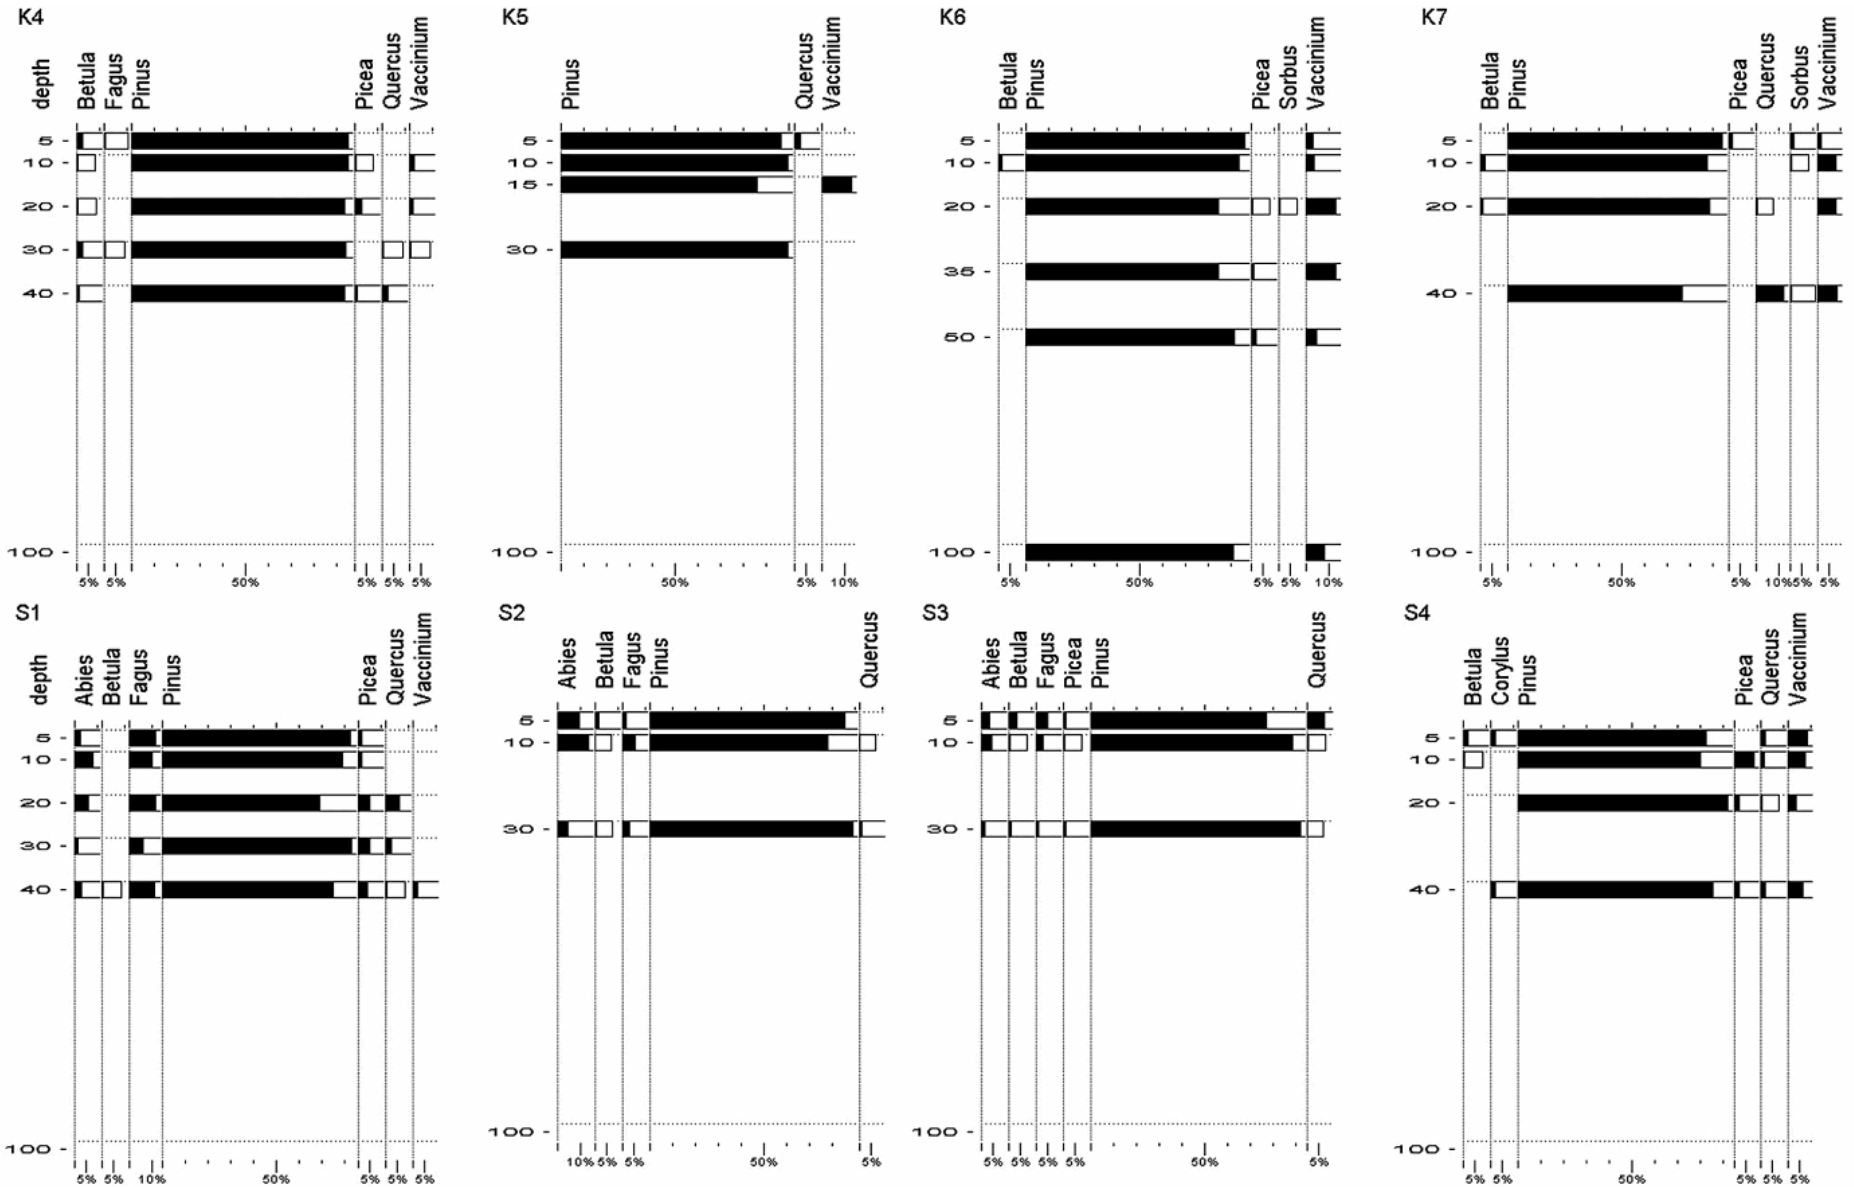 K4
depth
Betula
Fagus
Pinus
Picea
Quercus
Vaccinium
5
10
20
30
40
100
5% 5% 50% 5% 5% 5%
K5
Pinus
Quercus
Vaccinium
5
10
15
30
100
50% 5% 10%
K6
Betula
Pinus
Picea
Sorbus
Vaccinium
5
10
20
35
50
100
5% 50% 5% 5% 10%
K7
Betula
Pinus
Picea
Quercus
Sorbus
Vaccinium
5
10
20
40
100
5% 50% 5% 10% 5% 5%
S1
depth
Abies
Betula
Fagus
Pinus
Picea
Quercus
Vaccinium
5
10
20
30
40
100
5% 5% 10% 50% 5% 5% 5%
S2
Abies
Betula
Fagus
Pinus
Quercus
5
10
30
100
10% 5% 5% 50% 5%
S3
Abies
Betula
Fagus
Picea
Pinus
Quercus
5
10
30
100
5% 5% 5% 5% 50% 5%
S4
Betula
Corylus
Pinus
Picea
Quercus
Vaccinium
5
10
20
40
100
5% 5% 50% 5% 5% 5%